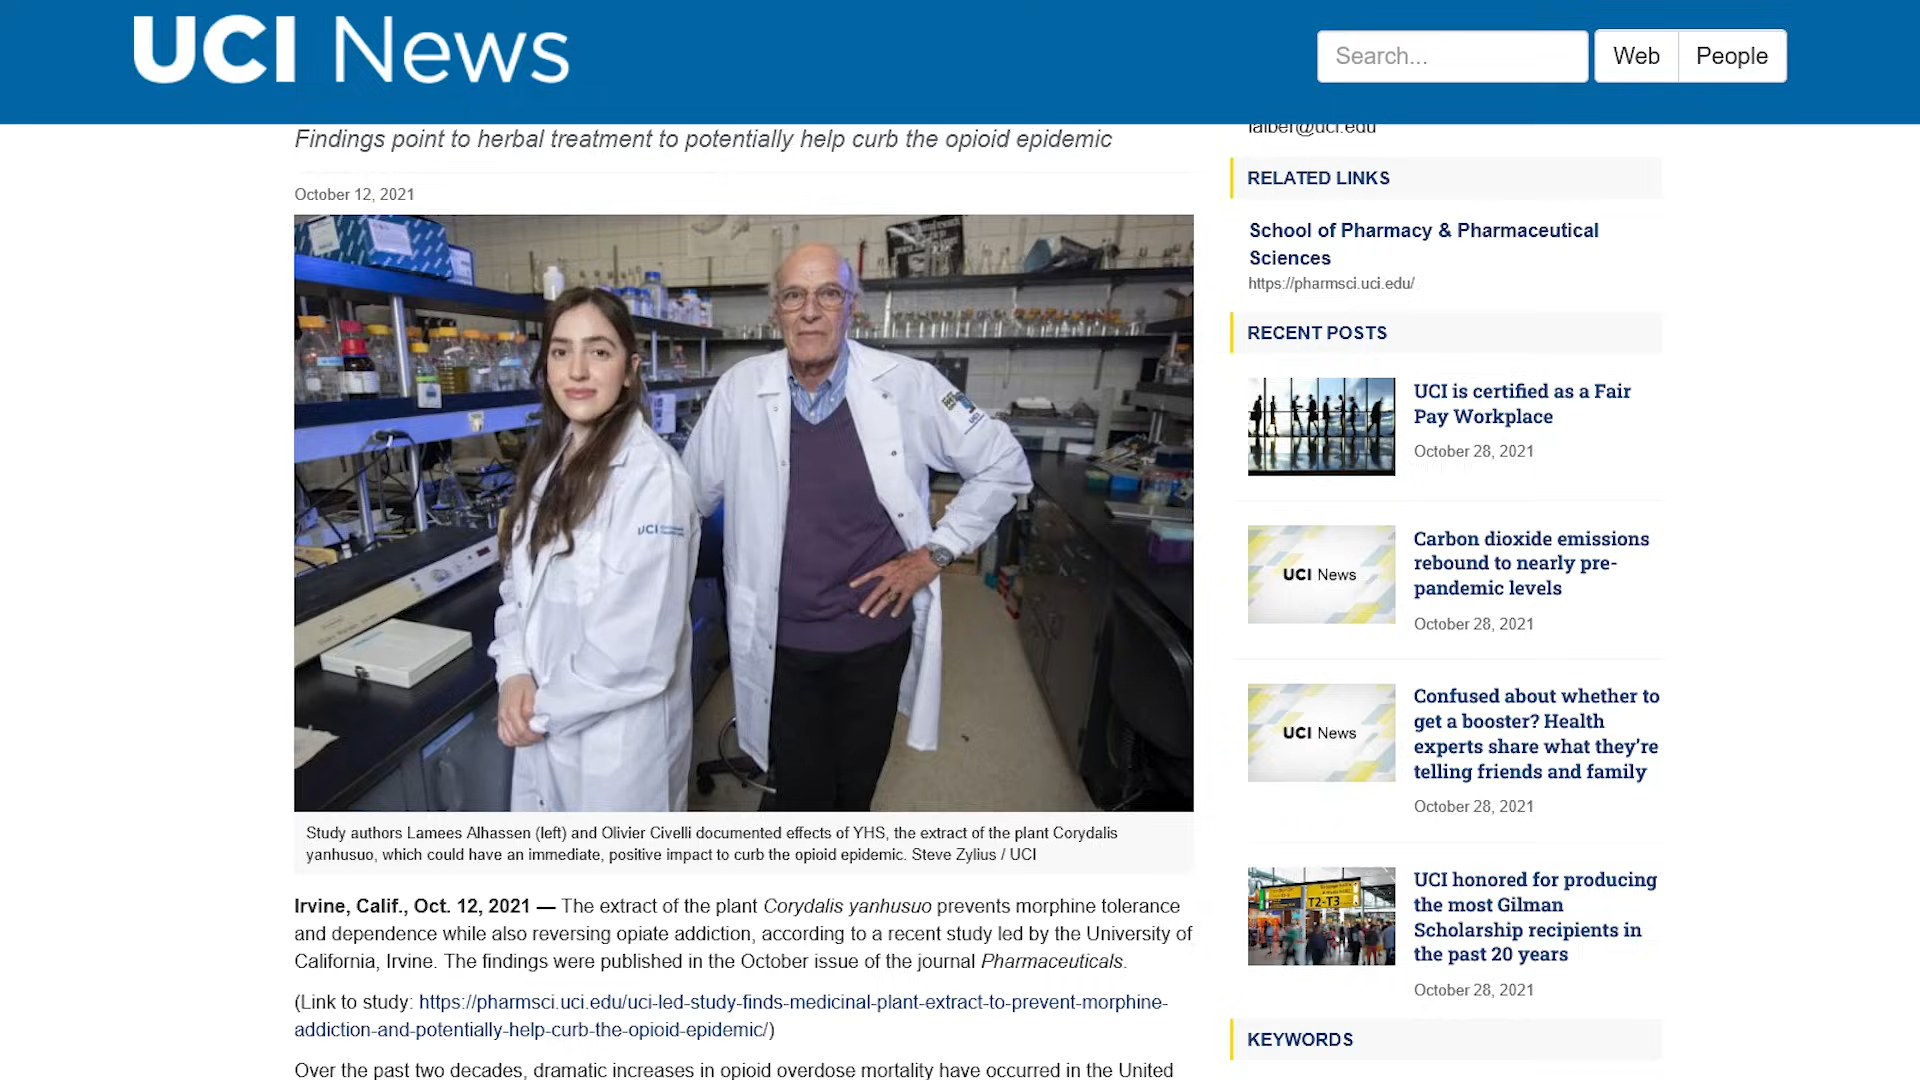 UCI News
Search...
Web
People
Findings point to herbal treatment to potentially help curb the opioid epidemic
October 12, 2021
UCI
Study authors Lamees Alhassen (left) and Olivier Civelli documented effects of YHS, the extract of the plant Corydalis
yanhusuo, which could have an immediate, positive impact to curb the opioid epidemic. Steve Zylius / UCI
Irvine, Calif., Oct. 12, 2021 — The extract of the plant Corydalis yanhusuo prevents morphine tolerance
and dependence while also reversing opiate addiction, according to a recent study led by the University of
California, Irvine. The findings were published in the October issue of the journal Pharmaceuticals.
(Link to study: https://pharmsci.uci.edu/uci-led-study-finds-medicinal-plant-extract-to-prevent-morphine-
addiction-and-potentially-help-curb-the-opioid-epidemic/)
Over the past two decades, dramatic increases in opioid overdose mortality have occurred in the United
RELATED LINKS
School of Pharmacy & Pharmaceutical
Sciences
https://pharmsci.uci.edu/
RECENT POSTS
UCI is certified as a Fair
Pay Workplace
October 28, 2021
UCI News
Carbon dioxide emissions
rebound to nearly pre-
pandemic levels
October 28, 2021
UCI News
Confused about whether to
get a booster? Health
experts share what they're
telling friends and family
October 28, 2021
T2-T3
UCI honored for producing
the most Gilman
Scholarship recipients in
the past 20 years
October 28, 2021
KEYWORDS